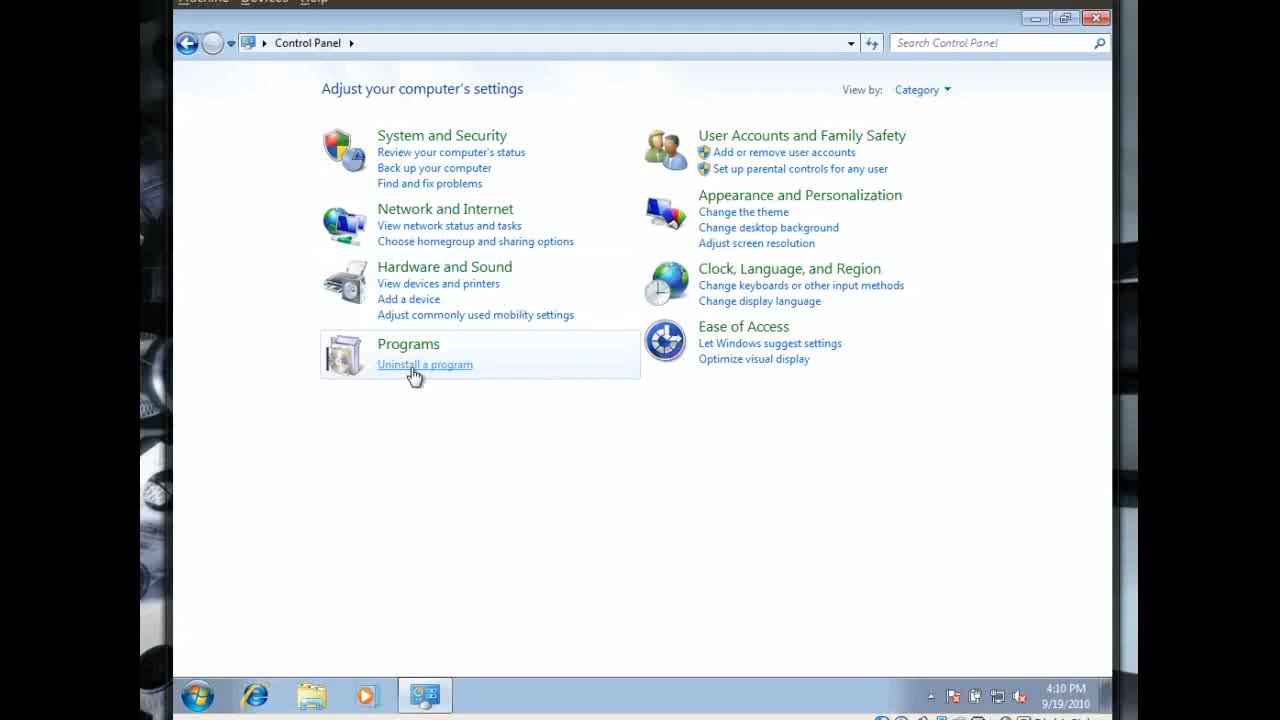 Machine Devices Help
Control Panel
Search Control Panel
Adjust your computer's settings
View by: Category
System and Security
Review your computer's status
Back up your computer
Find and fix problems
Network and Internet
View network status and tasks
Choose homegroup and sharing options
Hardware and Sound
View devices and printers
Add a device
Adjust commonly used mobility settings
Programs
Uninstall a program
User Accounts and Family Safety
Add or remove user accounts
Set up parental controls for any user
Appearance and Personalization
Change the theme
Change desktop background
Adjust screen resolution
Clock, Language, and Region
Change keyboards or other input methods
Change display language
Ease of Access
Let Windows suggest settings
Optimize visual display
4:10 PM
9/19/2010